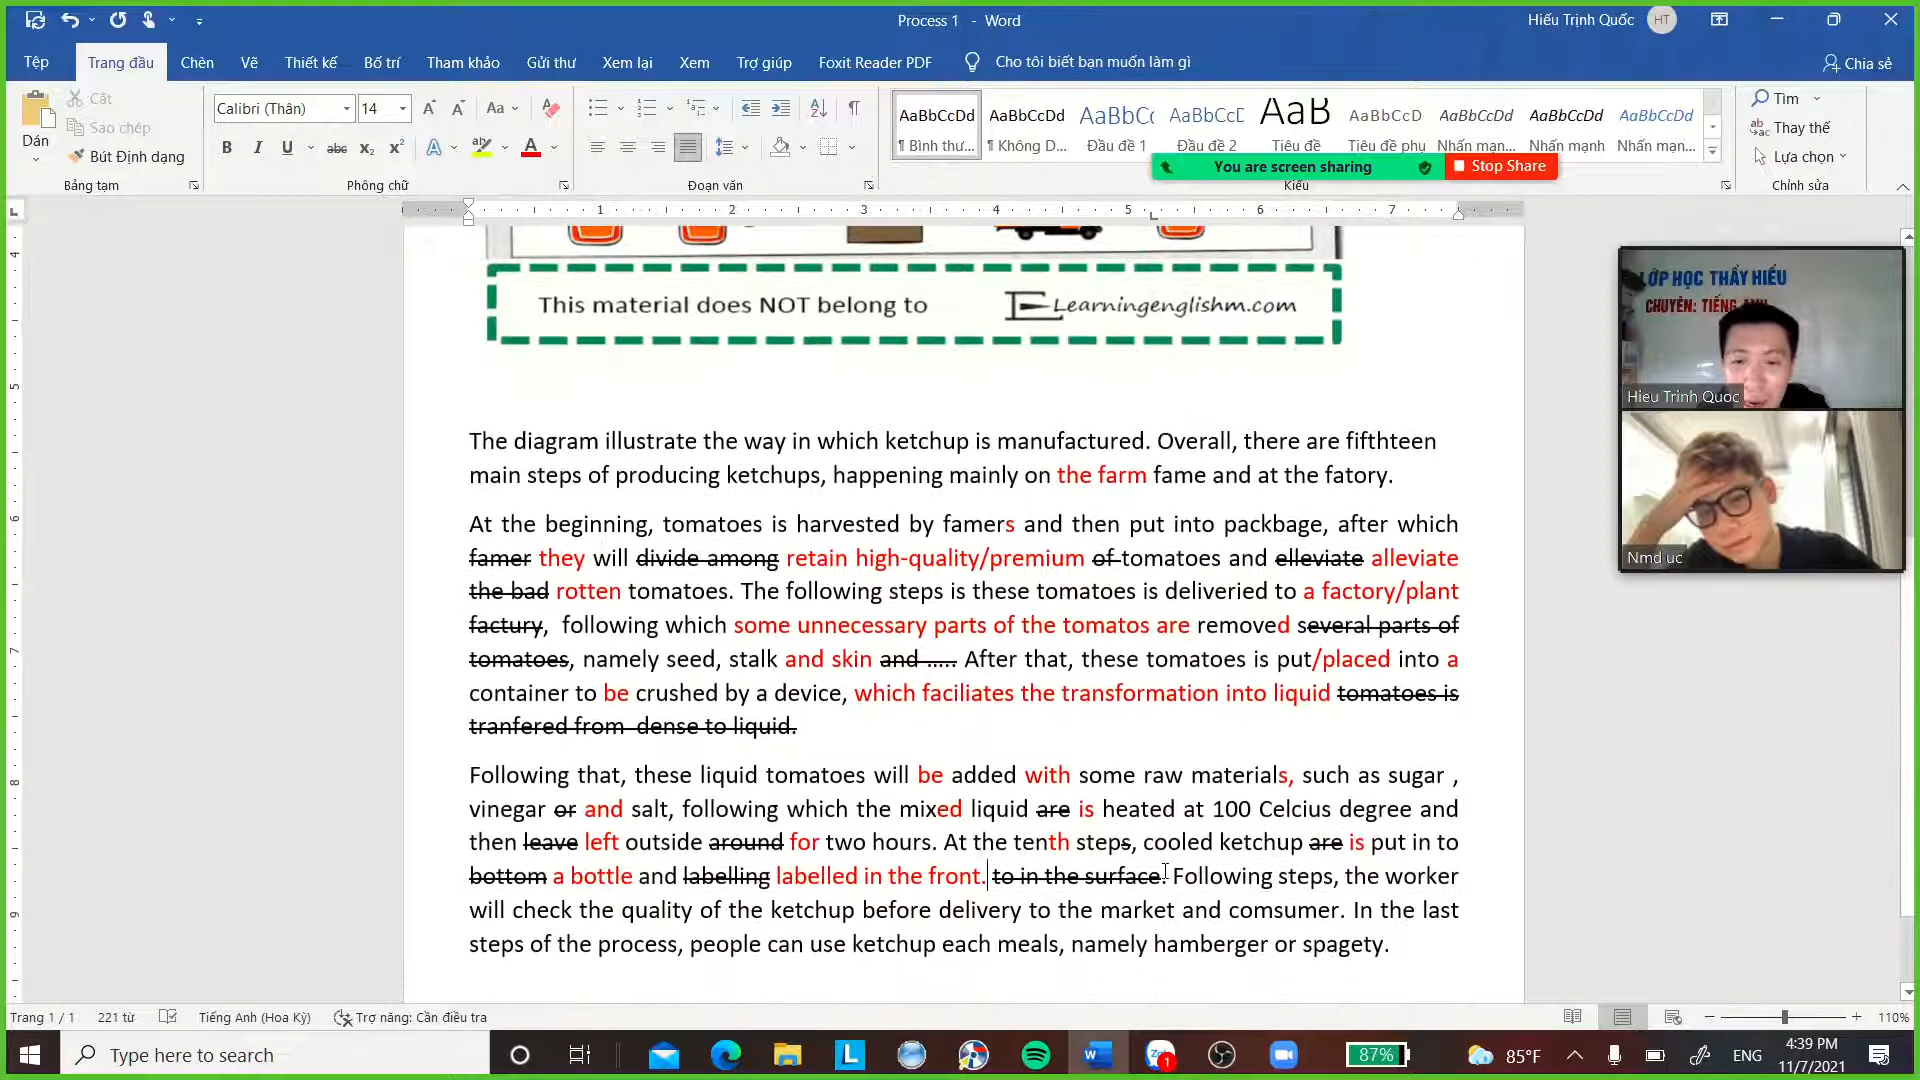 Process 1 - Word
Hiếu Trịnh Quốc HT
Tệp Trang đầu Chèn Vẽ Thiết kế Bố trí Tham khảo Gửi thư Xem lại Xem Trợ giúp Foxit Reader PDF Cho tôi biết bạn muốn làm gì Chia sẻ
Dán
Cắt
Sao chép
Bút Định dạng
Bảng tạm
Calibri (Thân) 14
Phông chữ
Đoạn văn
AaBbCcDd AaBbCcDd AaBbCc AaBbCcD AaB AaBbCcD AaBbCcDd AaBbCcDd AaBbCcDd
¶ Bình thư... ¶ Không D... Đầu đề 1 Đầu đề 2 Tiêu đề Tiêu đề phụ Nhấn mạn... Nhấn mạnh Nhấn mạn...
Kiểu
Tìm
Thay thế
Lựa chọn
Chỉnh sửa
You are screen sharing Stop Share
1 2 3 4 5 6 7
This material does NOT belong to Learningenglishm.com
The diagram illustrate the way in which ketchup is manufactured. Overall, there are fifthteen
main steps of producing ketchups, happening mainly on the farm fame and at the fatory.
At the beginning, tomatoes is harvested by famers and then put into packbage, after which
famer they will divide among retain high-quality/premium of tomatoes and elleviate alleviate
the bad rotten tomatoes. The following steps is these tomatoes is deliveried to a factory/plant
factury, following which some unnecessary parts of the tomatos are removed several parts of
tomatoes, namely seed, stalk and skin and ..... After that, these tomatoes is put/placed into a
container to be crushed by a device, which faciliates the transformation into liquid tomatoes is
tranfered from dense to liquid.
Following that, these liquid tomatoes will be added with some raw materials, such as sugar ,
vinegar or and salt, following which the mixed liquid are is heated at 100 Celcius degree and
then leave left outside around for two hours. At the tenth steps, cooled ketchup are is put in to
bottom a bottle and labelling labelled in the front. to in the surface. Following steps, the worker
will check the quality of the ketchup before delivery to the market and comsumer. In the last
steps of the process, people can use ketchup each meals, namely hamberger or spagety.
LỚP HỌC THẦY HIẾU
CHUYÊN: TIẾNG ANH
Hieu Trinh Quoc
Nmd uc
Trang 1 / 1 221 từ Tiếng Anh (Hoa Kỳ) Trợ năng: Cần điều tra 110%
Type here to search
87% 85°F ENG 4:39 PM
11/7/2021